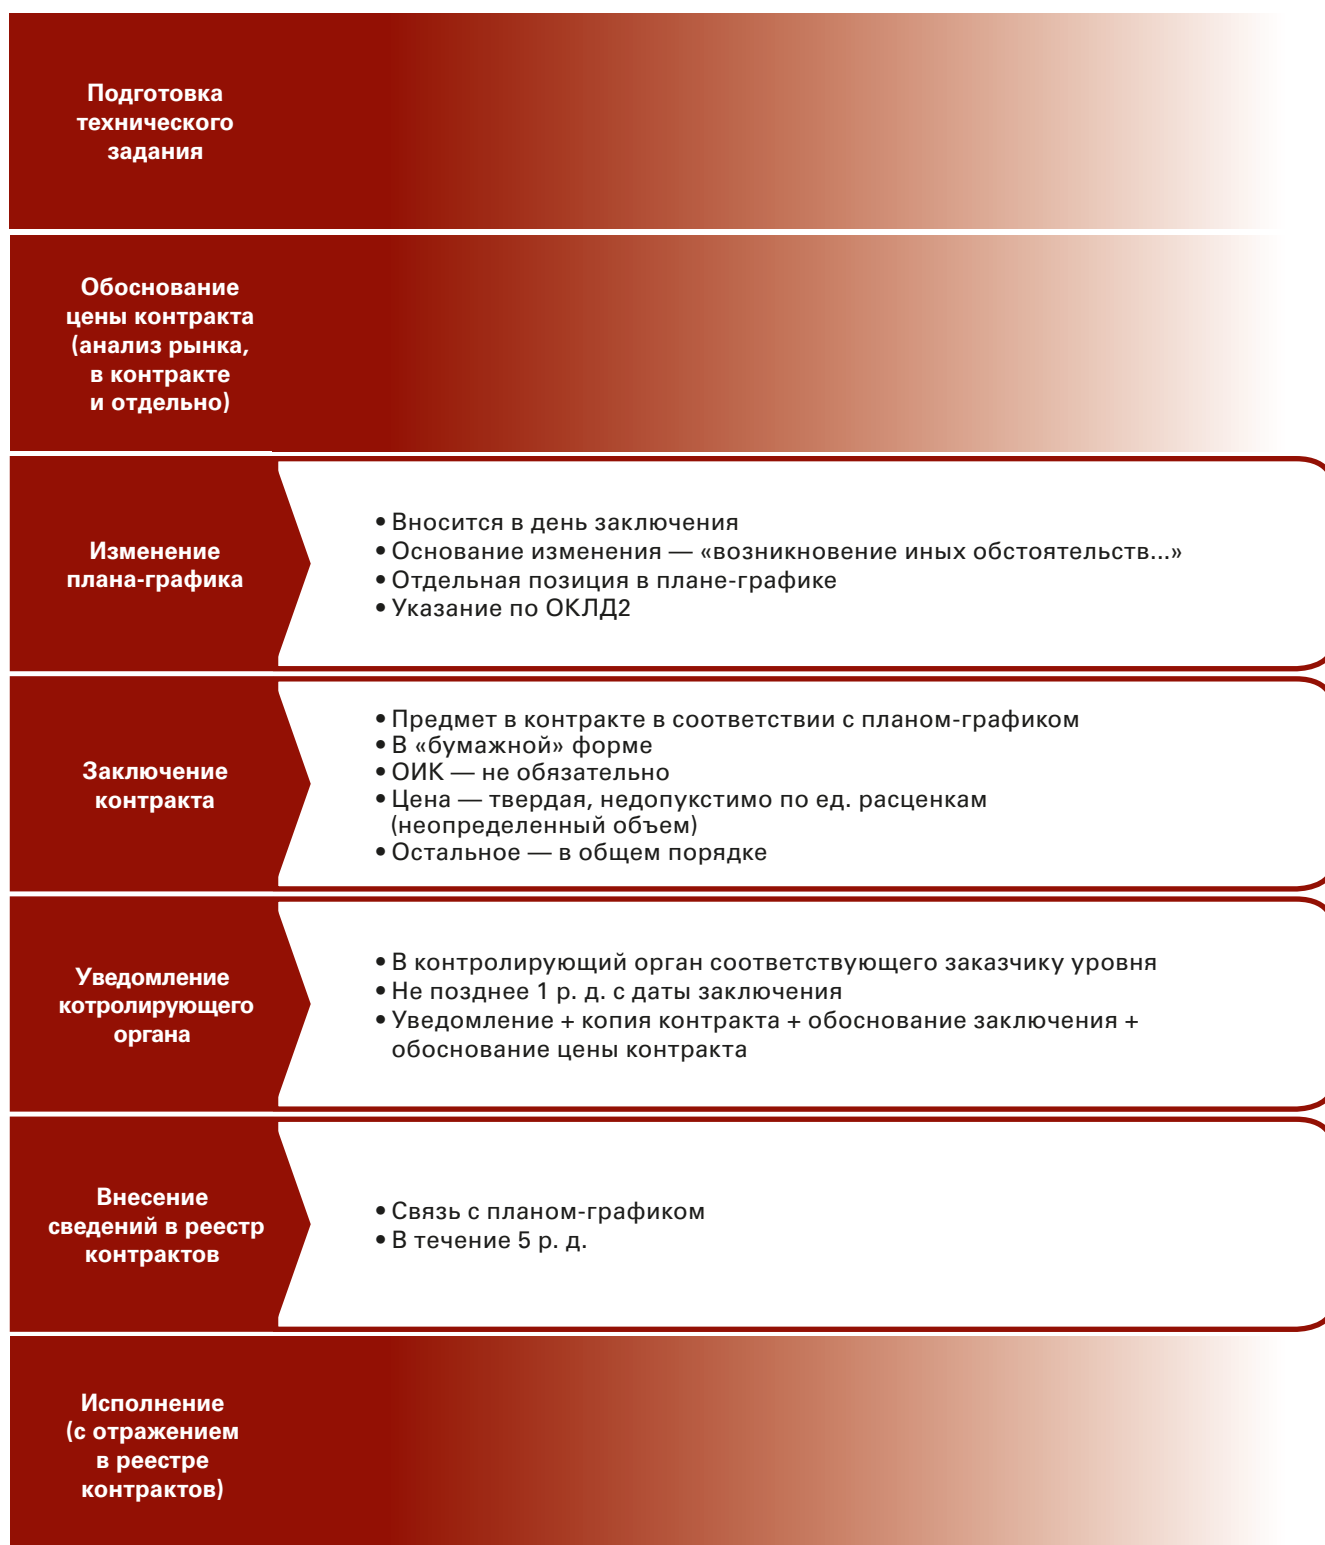 Подготовка
технического
задания
Обоснование
цены контракта
(анализ рынка,
в контракте
и отдельно)
Изменение
плана-графика
• Вносится в день заключения
• Основание изменения — «возникновение иных обстоятельств...»
• Отдельная позиция в плане-графике
• Указание по ОКЛД2
Заключение
контракта
• Предмет в контракте в соответствии с планом-графиком
• В «бумажной» форме
• ОИК — не обязательно
• Цена — твердая, недопукстимо по ед. расценкам
(неопределенный объем)
• Остальное — в общем порядке
Уведомление
котролирующего
органа
• В контролирующий орган соответствующего заказчику уровня
• Не позднее 1 р. д. с даты заключения
• Уведомление + копия контракта + обоснование заключения +
обоснование цены контракта
Внесение
сведений в реестр
контрактов
• Связь с планом-графиком
• В течение 5 р. д.
Исполнение
(с отражением
в реестре
контрактов)